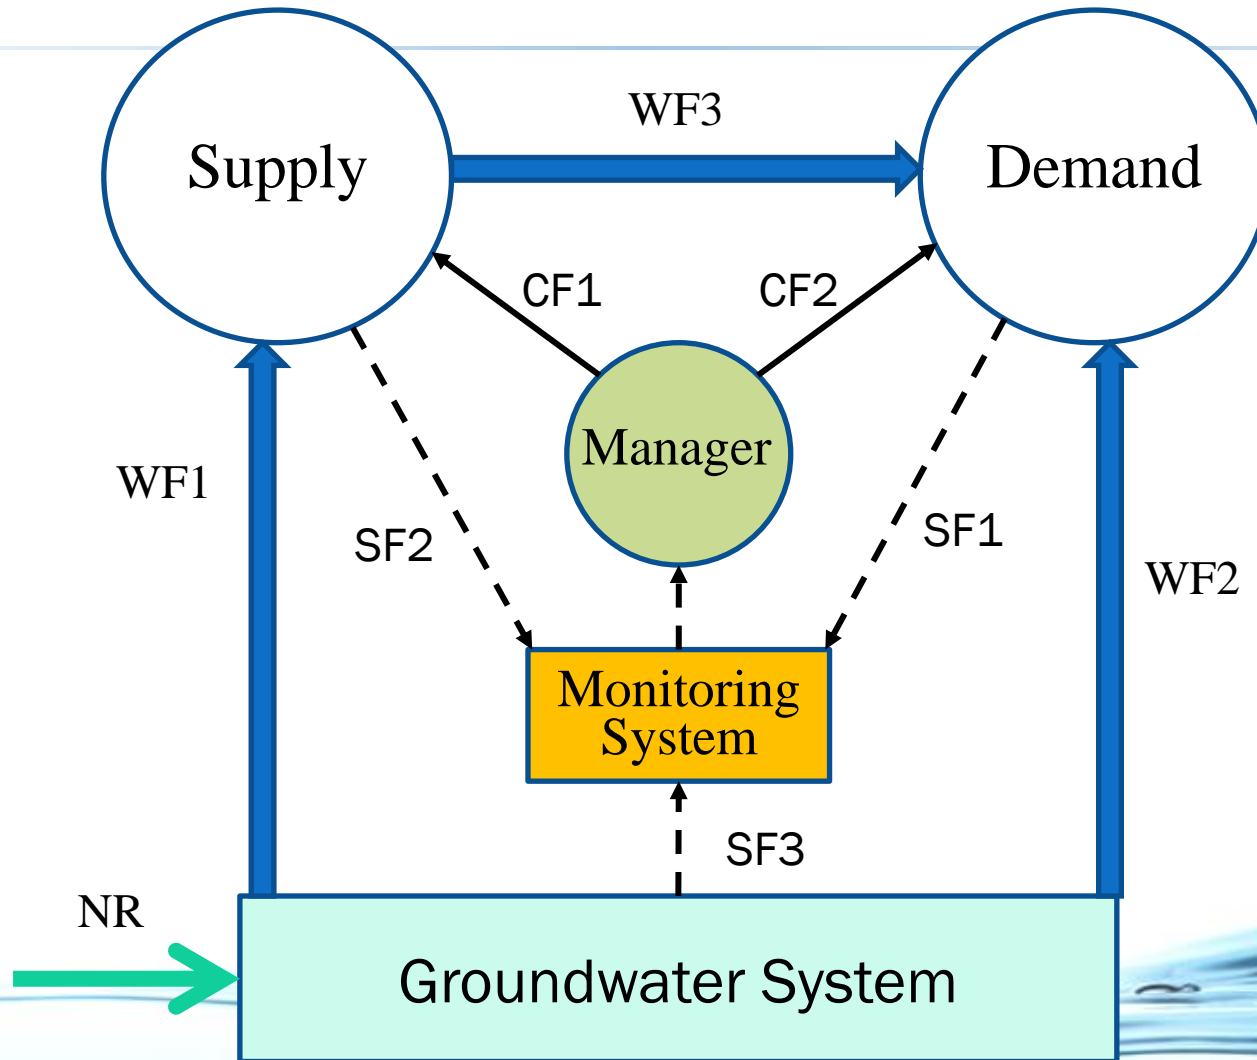 WF3
Supply
Demand
CF1
CF2
Manager
WF1
SF2
SF1
WF2
Monitoring
System
SF3
NR
Groundwater System